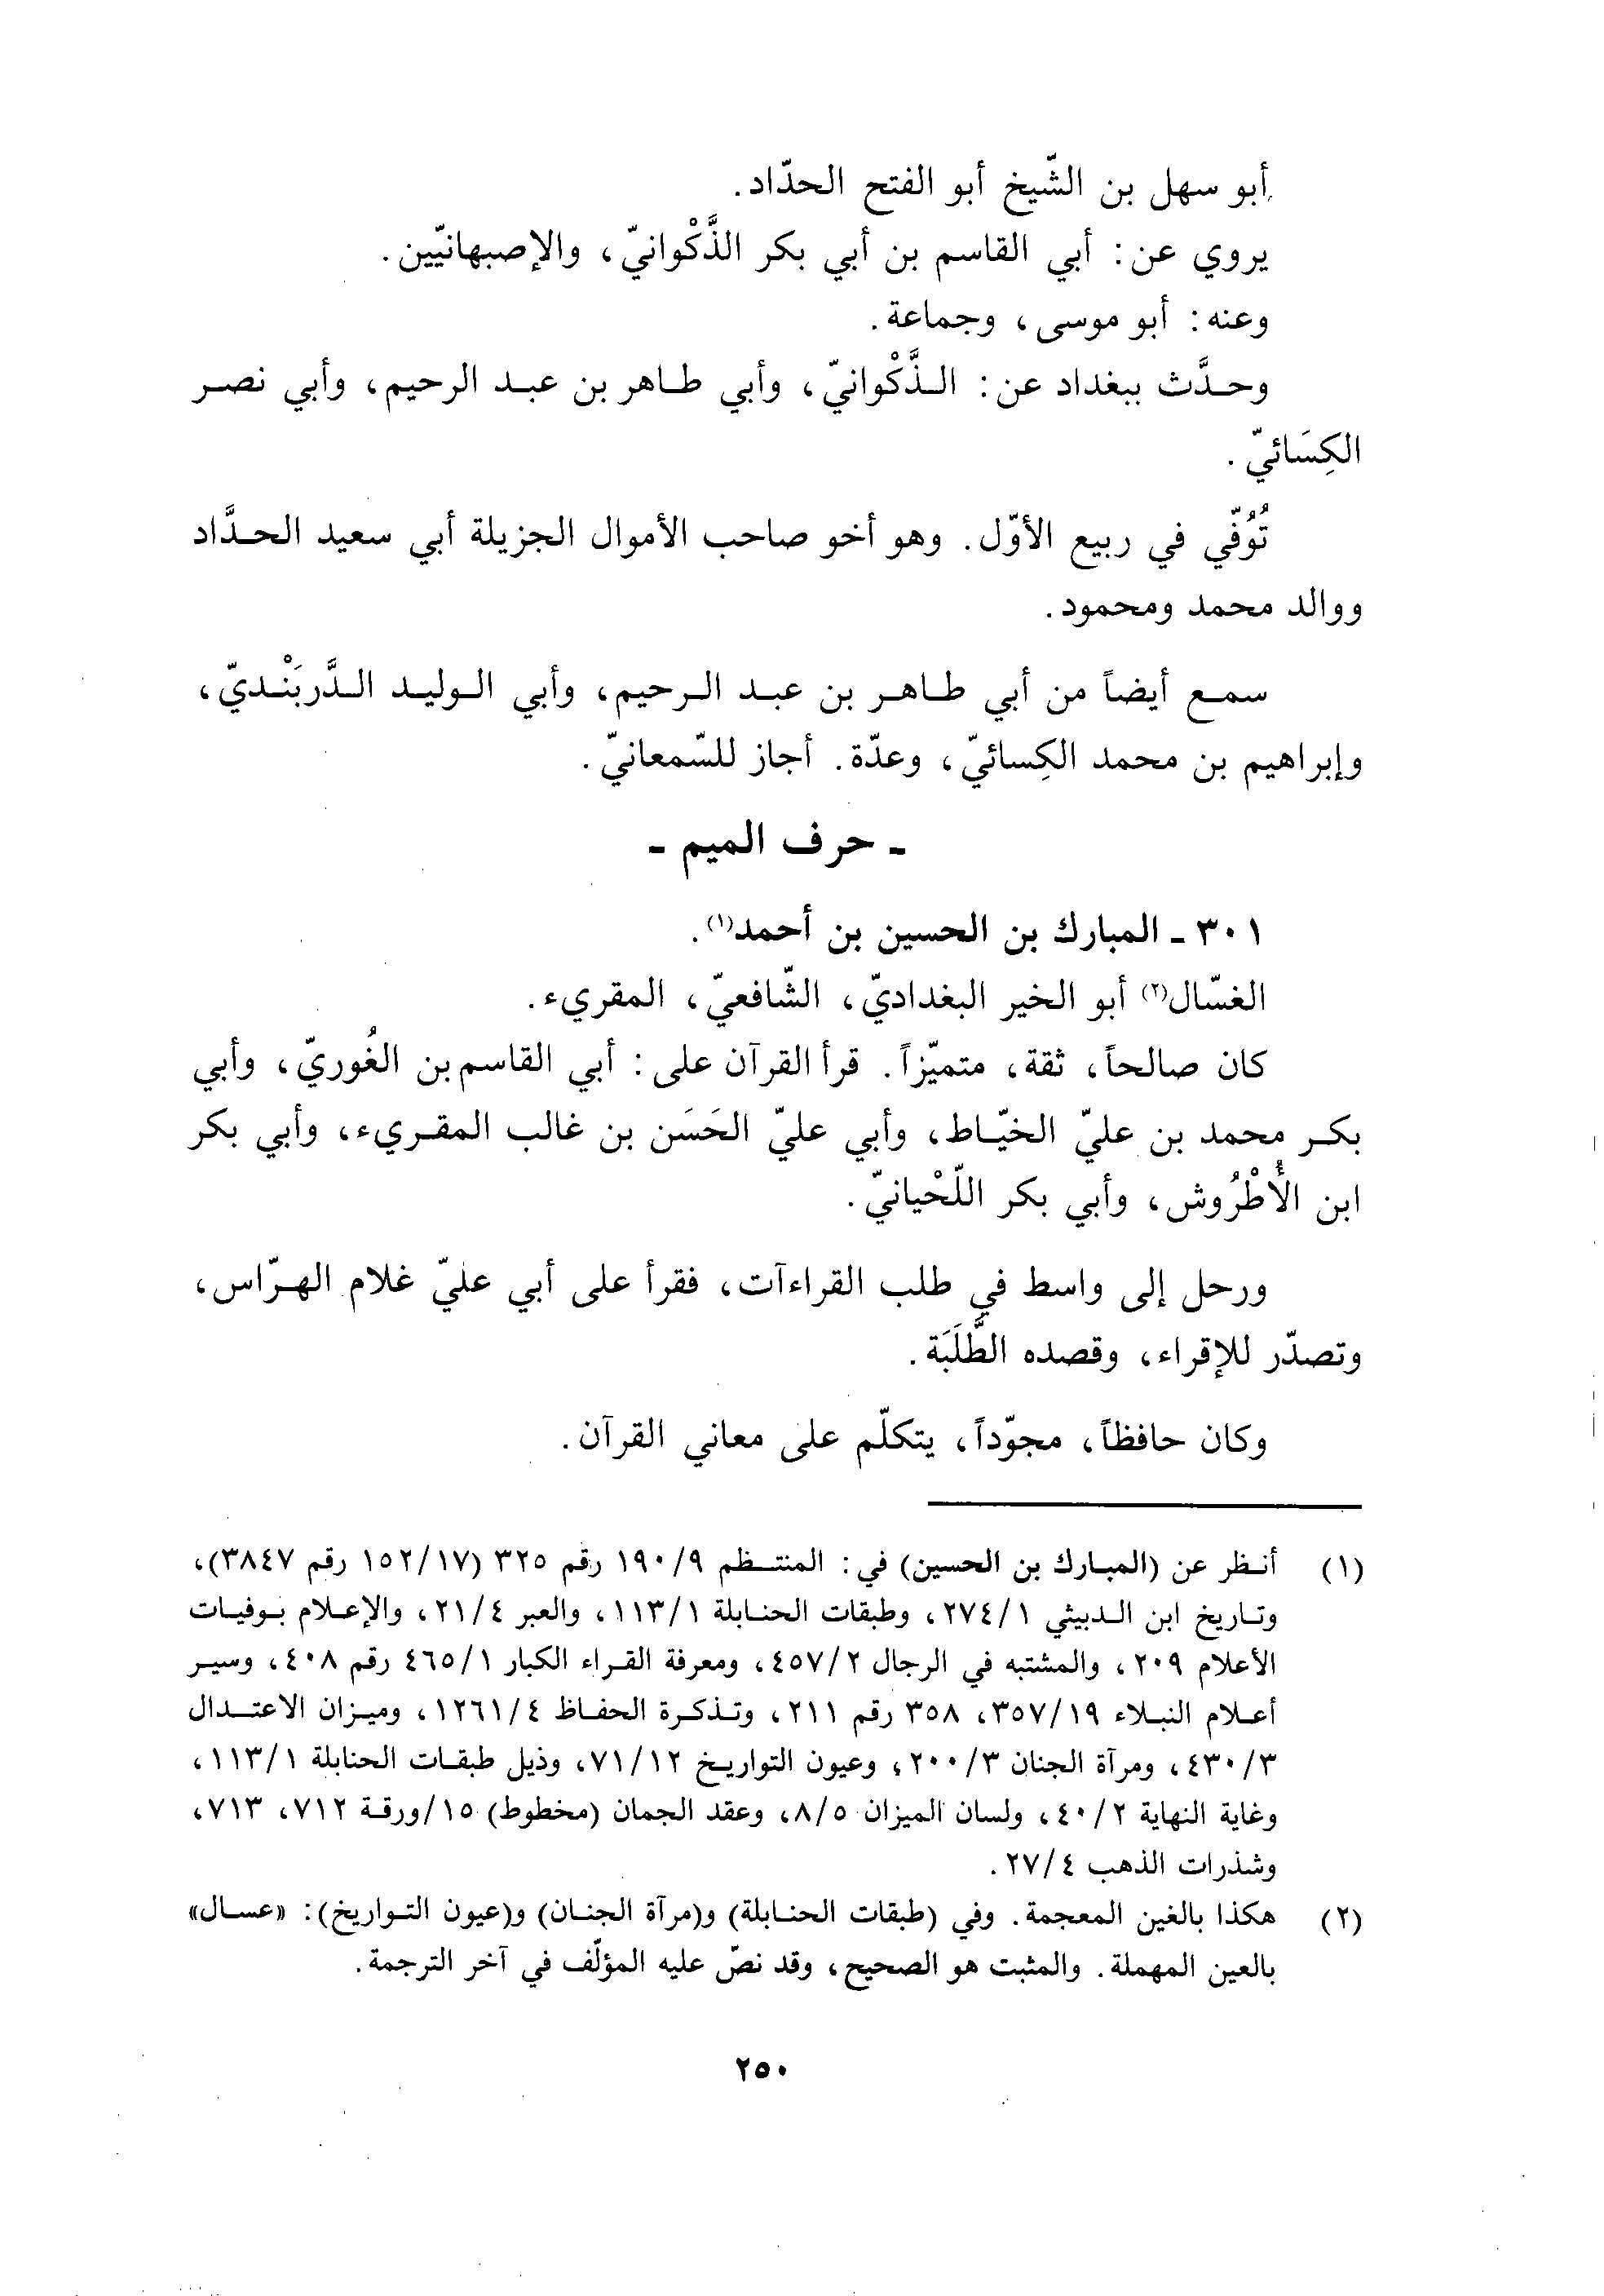 أبو سهل بن الشّيخ أبو الفتح الحدّاد.
يروي عن: أبي القاسم بن أبي بكر الذَّكْوانيّ، والإصبهانيّين.
وعنه: أبو موسى، وجماعة.
وحدَّث ببغداد عن: الذَّكْوانيّ، وأبي طاهر بن عبد الرحيم، وأبي نصر
الكِسَائيّ.
تُوُفّي في ربيع الأوّل. وهو أخو صاحب الأموال الجزيلة أبي سعيد الحدَّاد
ووالد محمد ومحمود.
سمع أيضاً من أبي طاهر بن عبد الرحيم، وأبي الوليد الدَّربَنْديّ،
وإبراهيم بن محمد الكِسائيّ، وعدّة. أجاز للسّمعانيّ.
ـ حرف الميم ـ
٣٠١ ـ المبارك بن الحسين بن أحمد(١).
الغسّال(٢) أبو الخير البغداديّ، الشّافعيّ، المقريء.
كان صالحاً، ثقة، متميّزاً. قرأ القرآن على: أبي القاسم بن الغُوريّ، وأبي
بكر محمد بن عليّ الخيّاط، وأبي عليّ الحَسَن بن غالب المقريء، وأبي بكر
ابن الأُطْرُوش، وأبي بكر اللّحْيانيّ.
ورحل إلى واسط في طلب القراءآت، فقرأ على أبي عليّ غلام الهرّاس،
وتصدّر للإقراء، وقصده الطَّلَبَة.
وكان حافظاً، مجوّداً، يتكلّم على معاني القرآن.
(١) أنظر عن (المبارك بن الحسين) في: المنتظم ٩/ ١٩٠ رقم ٣٢٥ (١٧/ ١٥٢ رقم ٣٨٤٧)،
وتاريخ ابن الدبيثي ١/ ٢٧٤، وطبقات الحنابلة ١/ ١١٣، والعبر ٤/ ٢١، والإعلام بوفيات
الأعلام ٢٠٩، والمشتبه في الرجال ٢/ ٤٥٧، ومعرفة القراء الكبار ١/ ٤٦٥ رقم ٤٠٨، وسير
أعلام النبلاء ١٩/ ٣٥٧، ٣٥٨ رقم ٢١١، وتذكرة الحفاظ ٤/ ١٢٦١، وميزان الاعتدال
٣/ ٤٣٠، ومرآة الجنان ٣/ ٢٠٠، وعيون التواريخ ١٢/ ٧١، وذيل طبقات الحنابلة ١/ ١١٣،
وغاية النهاية ٢/ ٤٠، ولسان الميزان ٥/ ٨، وعقد الجمان (مخطوط) ١٥/ ورقة ٧١٢، ٧١٣،
وشذرات الذهب ٤/ ٢٧.
(٢) هكذا بالغين المعجمة. وفي (طبقات الحنابلة) و(مرآة الجنان) و(عيون التواريخ): «عسال»
بالعين المهملة. والمثبت هو الصحيح، وقد نصّ عليه المؤلّف في آخر الترجمة.
٢٥٠